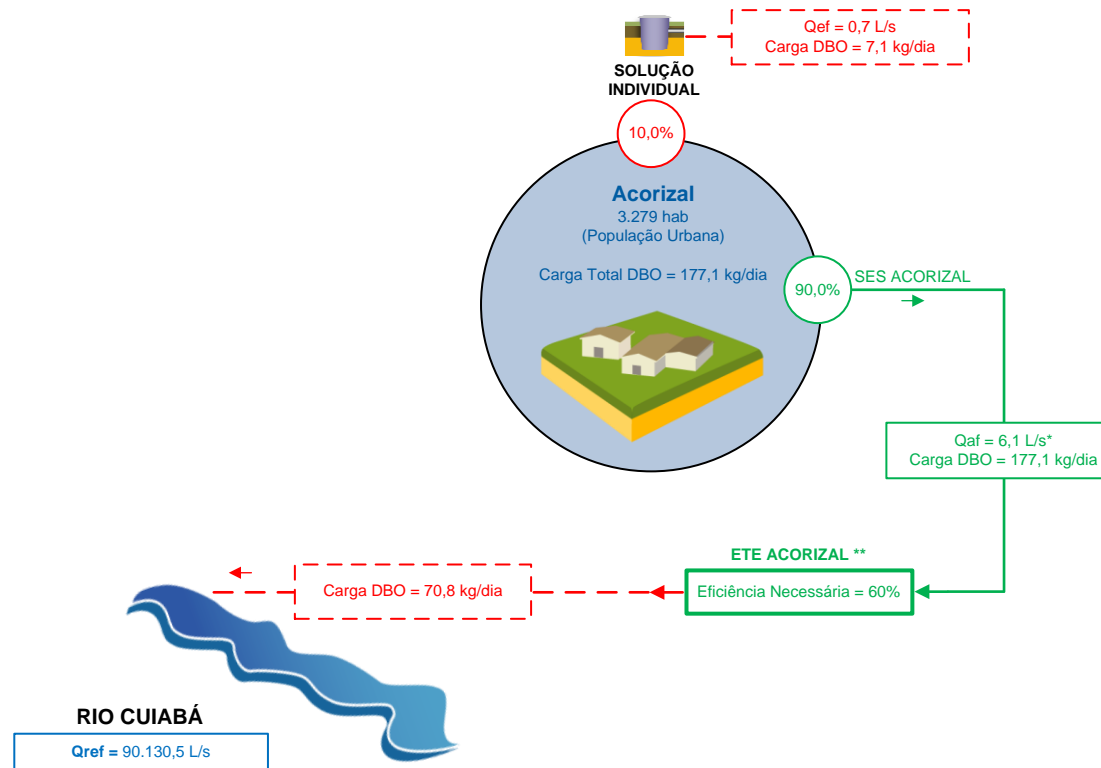 Qef = 0,7 L/s
Carga DBO = 7,1 kg/dia
SOLUÇÃO
INDIVIDUAL
10,0%
Acorizal
3.279 hab
(População Urbana)
Carga Total DBO = 177,1 kg/dia
90,0%
SES ACORIZAL
Qaf = 6,1 L/s*
Carga DBO = 177,1 kg/dia
ETE ACORIZAL **
Eficiência Necessária = 60%
Carga DBO = 70,8 kg/dia
RIO CUIABÁ
Qref = 90.130,5 L/s